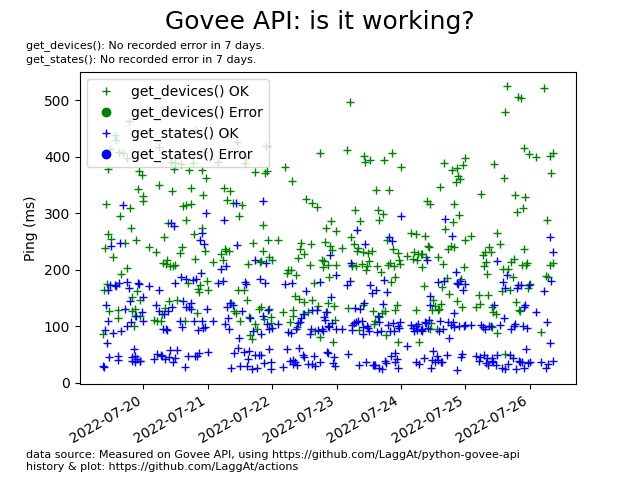 Govee API: is it working?
get_devices(): No recorded error in 7 days.
get_states(): No recorded error in 7 days.
get_devices() OK
get_devices() Error
get_states() OK
get_states() Error
Ping (ms)
500
400
300
200
100
0
2022-07-20
2022-07-21
2022-07-22
2022-07-23
2022-07-24
2022-07-25
2022-07-26
data source: Measured on Govee API, using https://github.com/LaggAt/python-govee-api
history & plot: https://github.com/LaggAt/actions